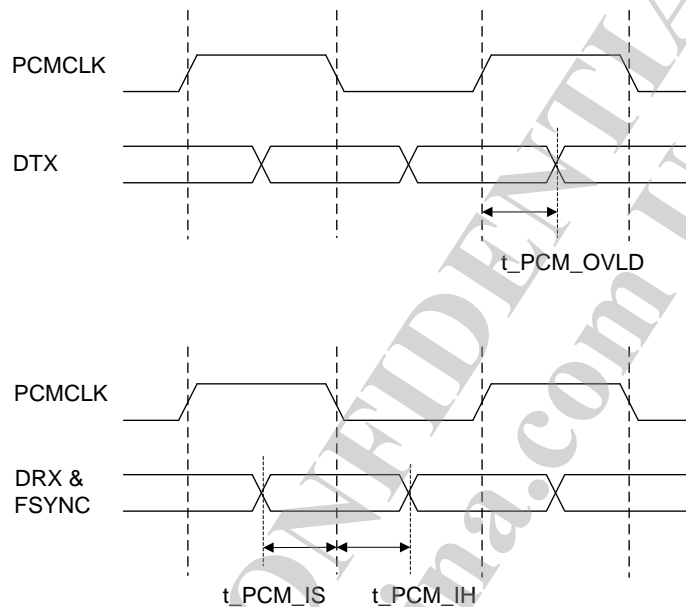 PCMCLK
DTX
t_PCM_OVLD
PCMCLK
DRX &
FSYNC
t_PCM_IS
t_PCM_IH